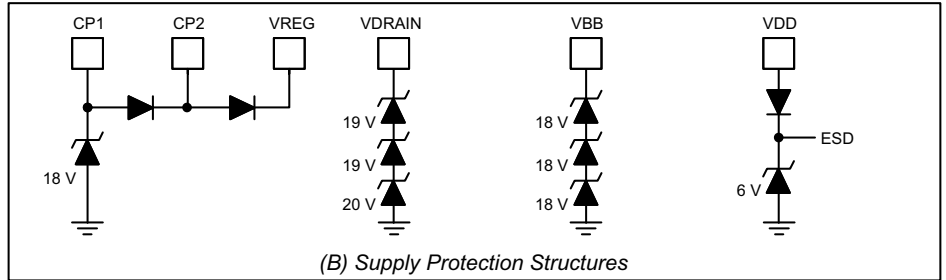 CP1 CP2 VREG VDRAIN VBB VDD
19 V 18 V
ESD
19 V 18 V
18 V 6 V
20 V 18 V
(B) Supply Protection Structures